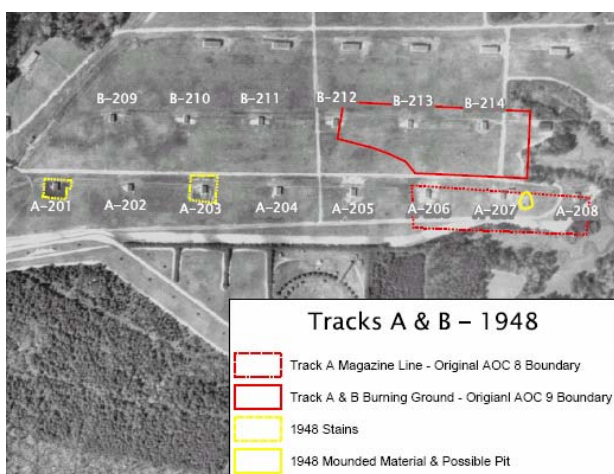 B-209 B-210 B-211 B-212 B-213 B-214
A-201 A-202 A-203 A-204 A-205 A-206 A-207 A-208
Tracks A & B – 1948
Track A Magazine Line - Original AOC 8 Boundary
Track A & B Burning Ground - Origianl AOC 9 Boundary
1948 Stains
1948 Mounded Material & Possible Pit